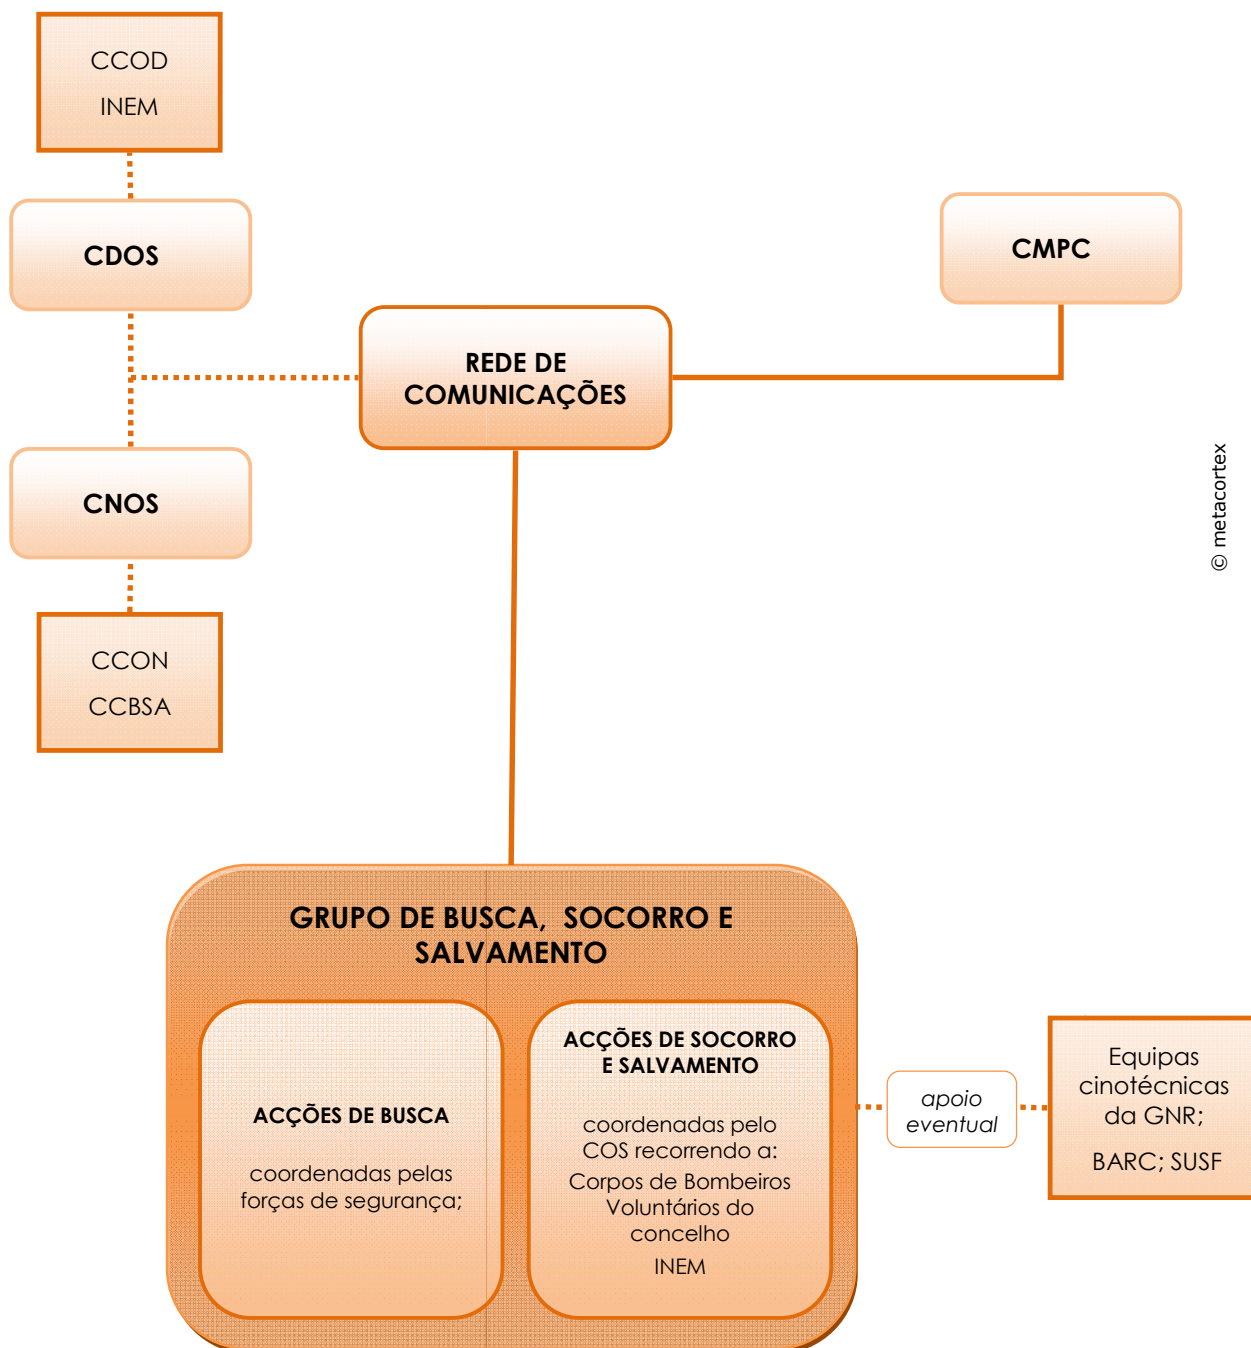 CCOD
INEM
CDOS
CMPC
REDE DE
COMUNICAÇÕES
CNOS
© metacortex
CCON
CCBSA
GRUPO DE BUSCA, SOCORRO E
SALVAMENTO
ACÇÕES DE BUSCA
coordenadas pelas
forças de segurança;
ACÇÕES DE SOCORRO
E SALVAMENTO
coordenadas pelo
COS recorrendo a:
Corpos de Bombeiros
Voluntários do
concelho
INEM
apoio
eventual
Equipas
cinotécnicas
da GNR;
BARC; SUSF